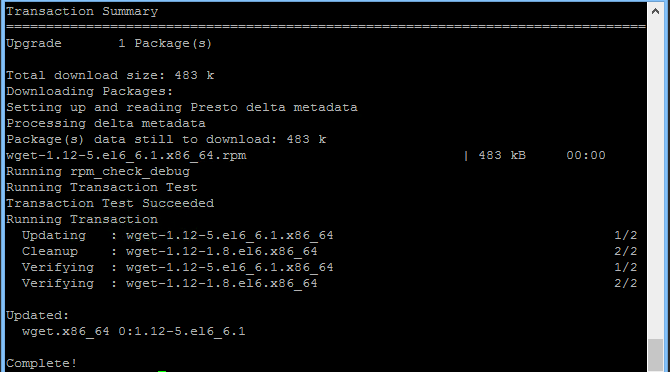 Transaction Summary
================================================================================
Upgrade       1 Package(s)
Total download size: 483 k
Downloading Packages:
Setting up and reading Presto delta metadata
Processing delta metadata
Package(s) data still to download: 483 k
wget-1.12-5.el6_6.1.x86_64.rpm                           | 483 kB     00:00
Running rpm_check_debug
Running Transaction Test
Transaction Test Succeeded
Running Transaction
  Updating   : wget-1.12-5.el6_6.1.x86_64                                   1/2
  Cleanup    : wget-1.12-1.8.el6.x86_64                                     2/2
  Verifying  : wget-1.12-5.el6_6.1.x86_64                                   1/2
  Verifying  : wget-1.12-1.8.el6.x86_64                                     2/2
Updated:
  wget.x86_64 0:1.12-5.el6_6.1
Complete!